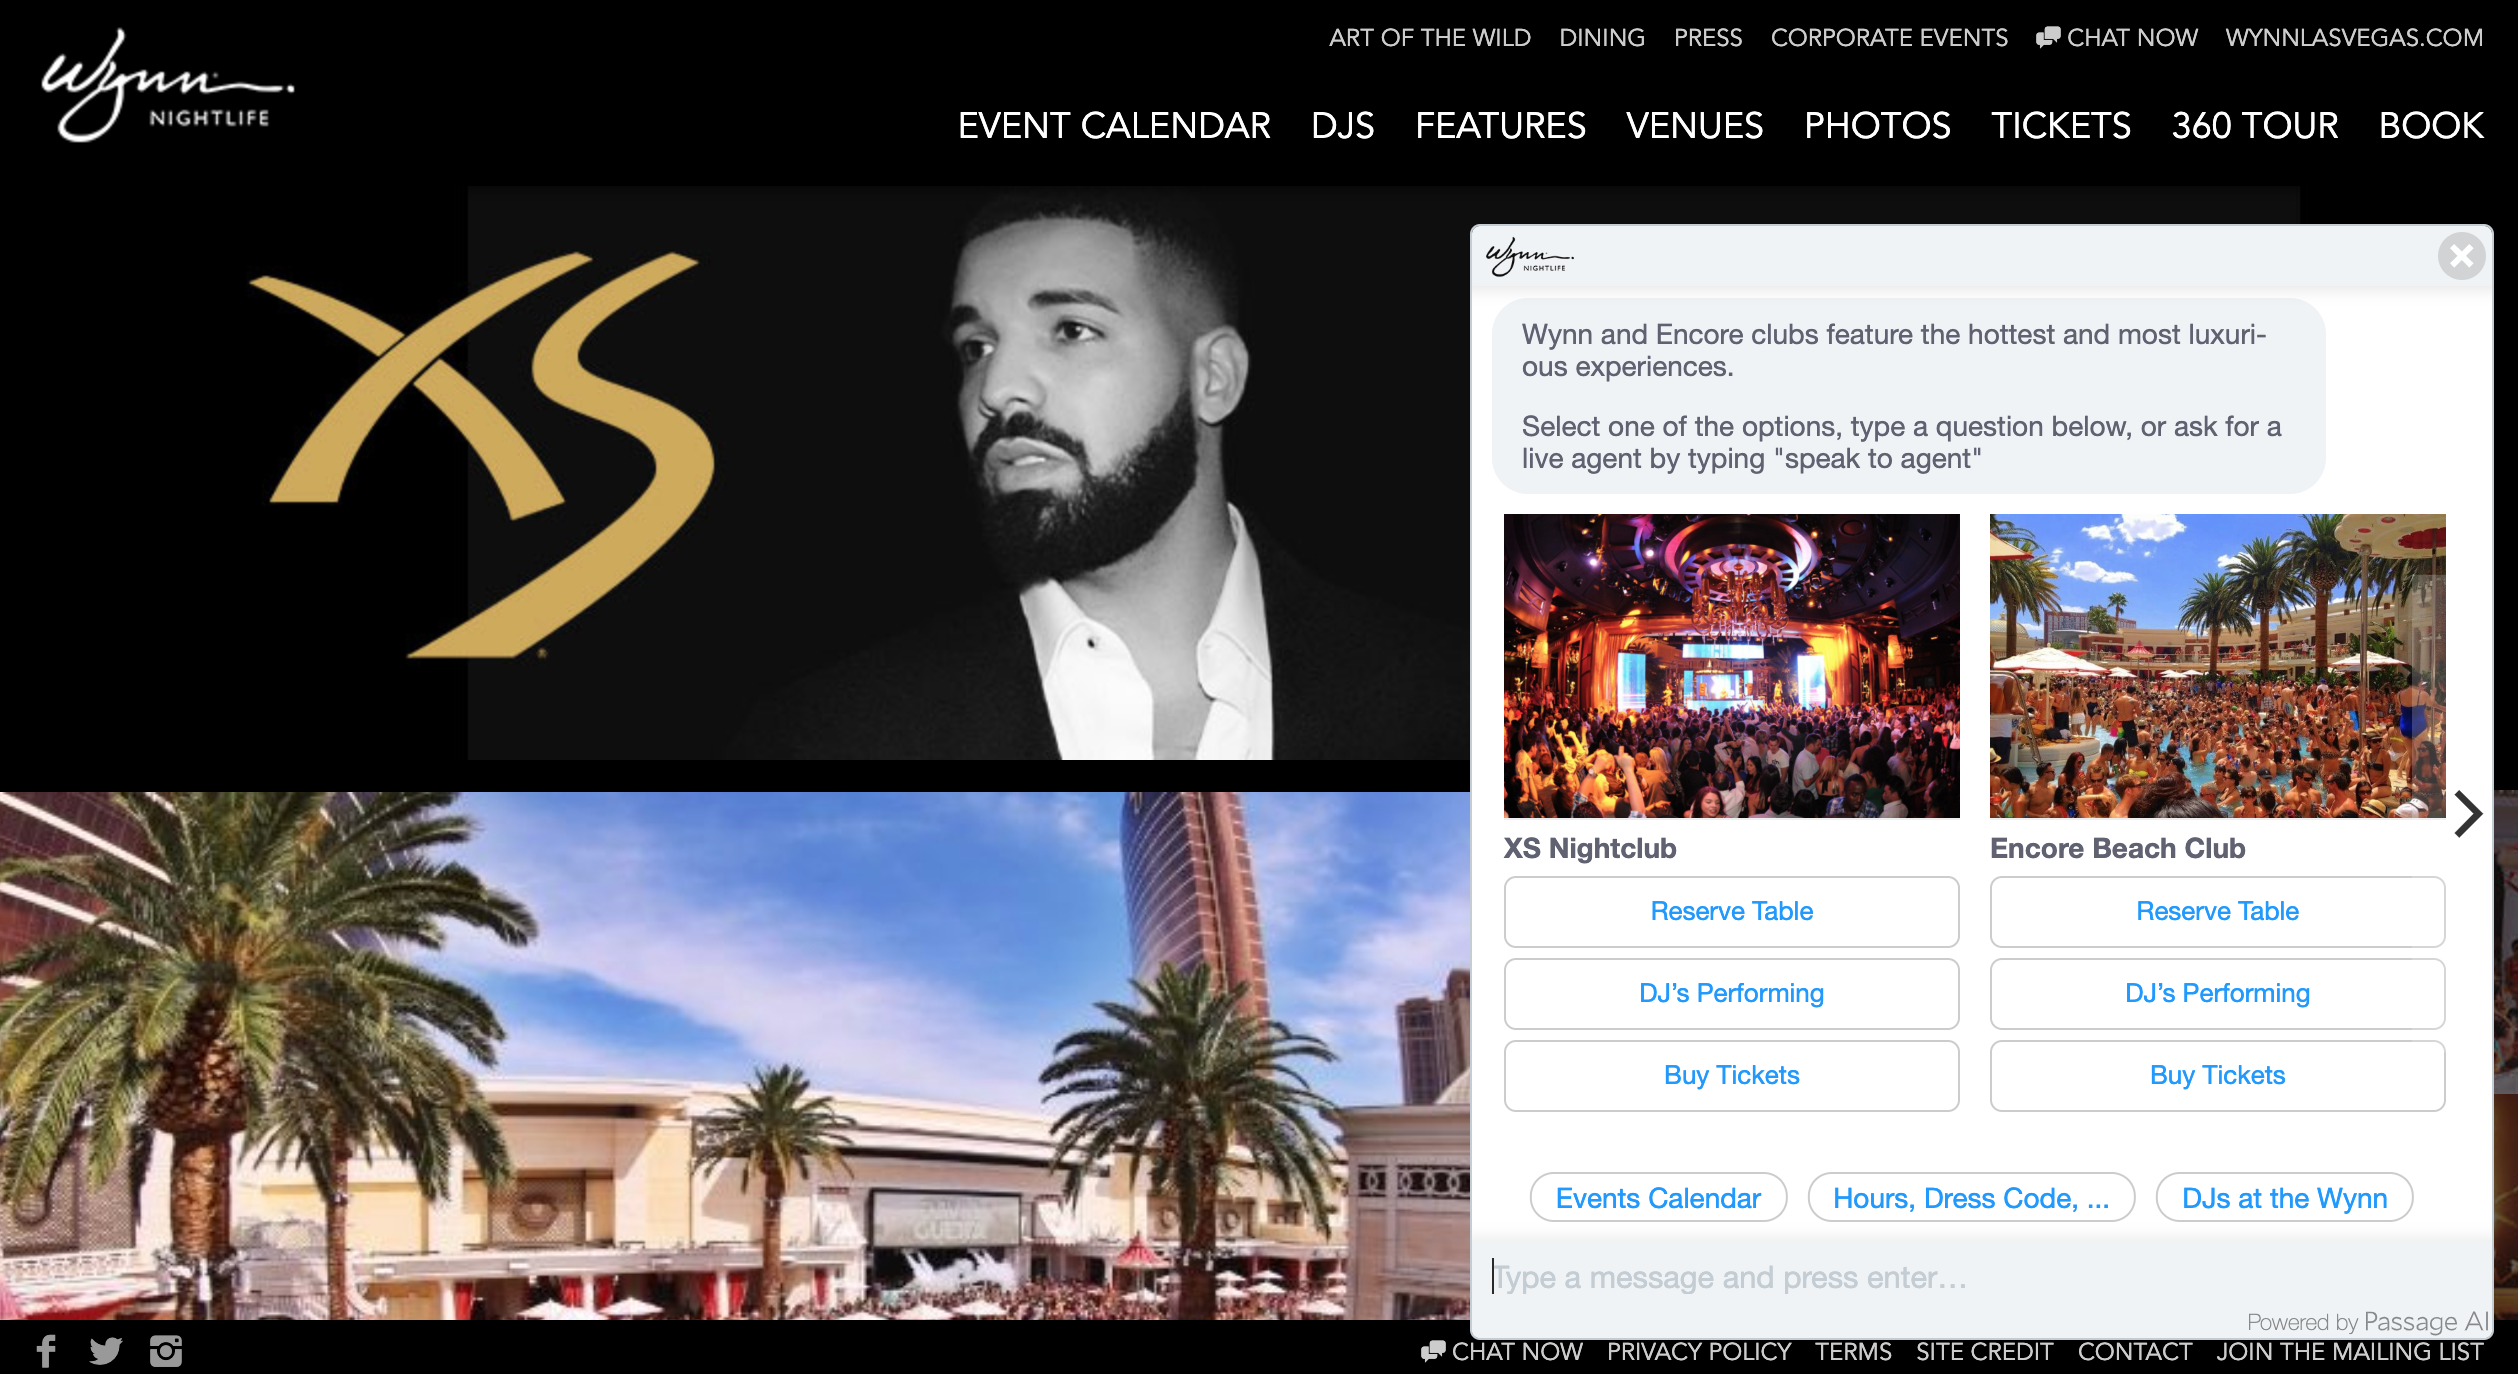 Wynn
NIGHTLIFE
ART OF THE WILD DINING PRESS CORPORATE EVENTS CHAT NOW WYNNLASVEGAS.COM
EVENT CALENDAR DJS FEATURES VENUES PHOTOS TICKETS 360 TOUR BOOK
XS
Wynn
NIGHTLIFE
Wynn and Encore clubs feature the hottest and most luxuri-
ous experiences.
Select one of the options, type a question below, or ask for a
live agent by typing "speak to agent"
XS Nightclub
Reserve Table
DJ’s Performing
Buy Tickets
Encore Beach Club
Reserve Table
DJ’s Performing
Buy Tickets
Events Calendar Hours, Dress Code, ... DJs at the Wynn
Type a message and press enter...
Powered by Passage AI
CHAT NOW PRIVACY POLICY TERMS SITE CREDIT CONTACT JOIN THE MAILING LIST